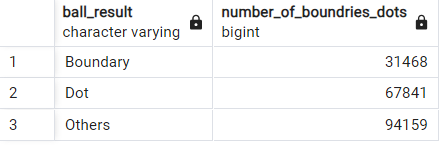 ball_result number_of_boundries_dots
character varying bigint
1 Boundary 31468
2 Dot 67841
3 Others 94159